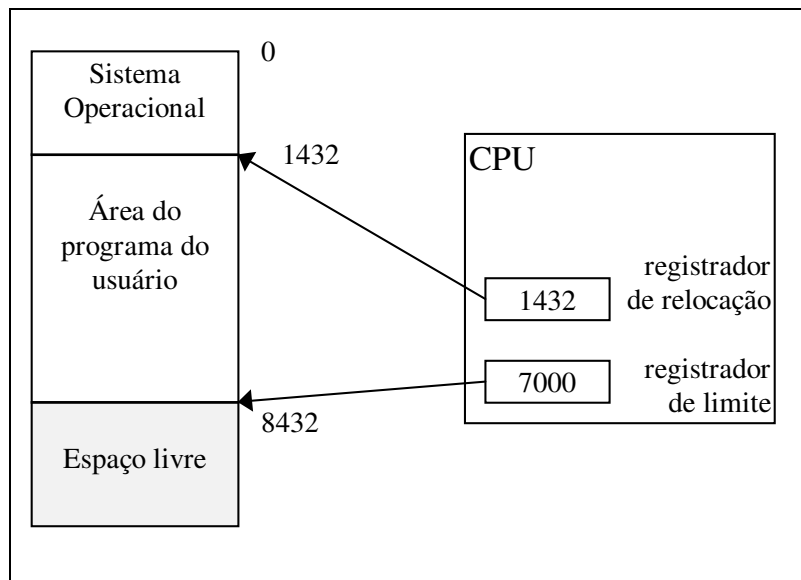 0
Sistema
Operacional
1432
CPU
Área do
programa do
usuário
registrador
de relocação
1432
registrador
de limite
7000
8432
Espaço livre